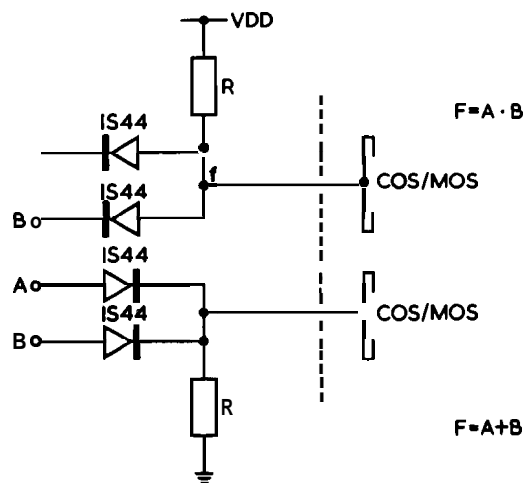 VDD
R
IS44
F=A·B
f
IS44
COS/MOS
B
IS44
A
IS44
COS/MOS
B
R
F=A+B